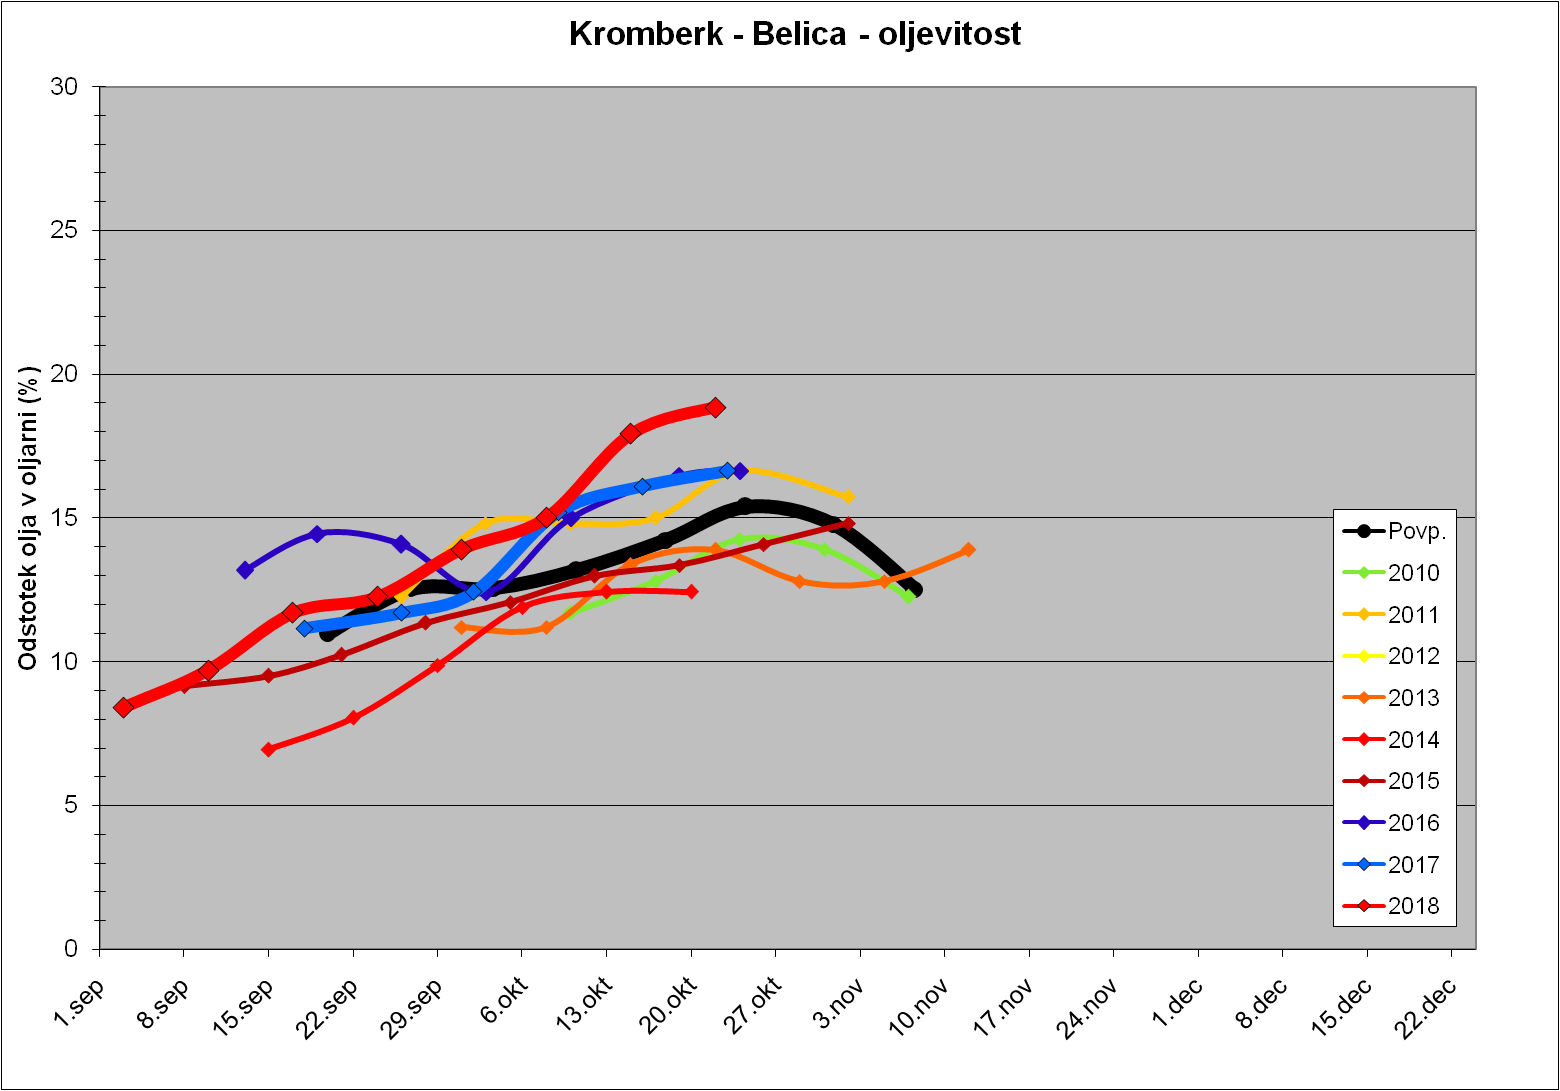 Kromberk - Belica - oljevitost
Odstotek olja v oljarni (%)
30
25
20
15
10
5
0
1.sep
8.sep
15.sep
22.sep
29.sep
6.okt
13.okt
20.okt
27.okt
3.nov
10.nov
17.nov
24.nov
1.dec
8.dec
15.dec
22.dec
Povp.
2010
2011
2012
2013
2014
2015
2016
2017
2018